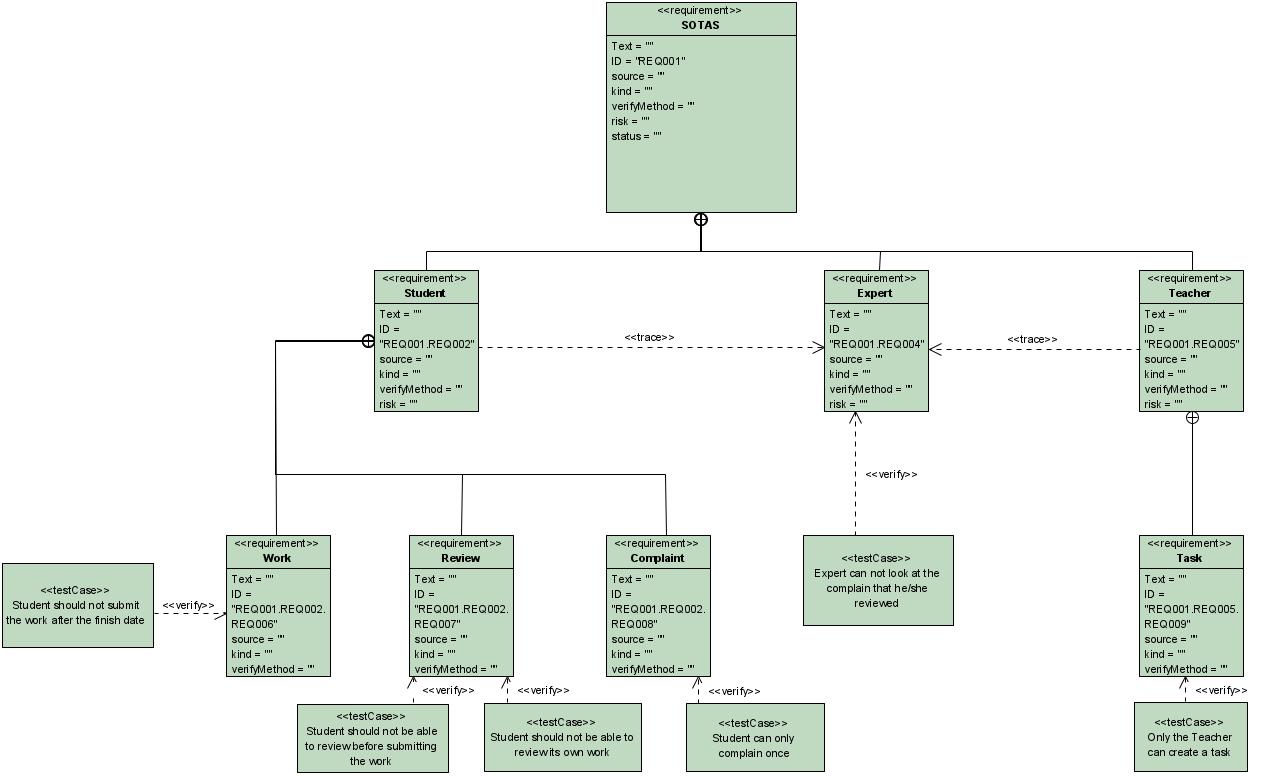 <<requirement>>
SOTAS
Text = ""
ID = "REQ001"
source = ""
kind = ""
verifyMethod = ""
risk = ""
status = ""
<<requirement>>
Student
Text = ""
ID =
"REQ001.REQ002"
source = ""
kind = ""
verifyMethod = ""
risk = ""
<<trace>>
<<requirement>>
Expert
Text = ""
ID =
"REQ001.REQ004"
source = ""
kind = ""
verifyMethod = ""
risk = ""
<<trace>>
<<requirement>>
Teacher
Text = ""
ID =
"REQ001.REQ005"
source = ""
kind = ""
verifyMethod = ""
risk = ""
<<verify>>
<<testCase>>
Student should not submit
the work after the finish date
<<verify>>
<<requirement>>
Work
Text = ""
ID =
"REQ001.REQ002.
REQ006"
source = ""
kind = ""
verifyMethod = ""
<<requirement>>
Review
Text = ""
ID =
"REQ001.REQ002.
REQ007"
source = ""
kind = ""
verifyMethod = ""
<<requirement>>
Complaint
Text = ""
ID =
"REQ001.REQ002.
REQ008"
source = ""
kind = ""
verifyMethod = ""
<<testCase>>
Expert can not look at the
complain that he/she
reviewed
<<requirement>>
Task
Text = ""
ID =
"REQ001.REQ005.
REQ009"
source = ""
kind = ""
verifyMethod = ""
<<verify>>
<<verify>>
<<verify>>
<<verify>>
<<testCase>>
Student should not be able
to review before submitting
the work
<<testCase>>
Student should not be able to
review its own work
<<testCase>>
Student can only
complain once
<<testCase>>
Only the Teacher
can create a task